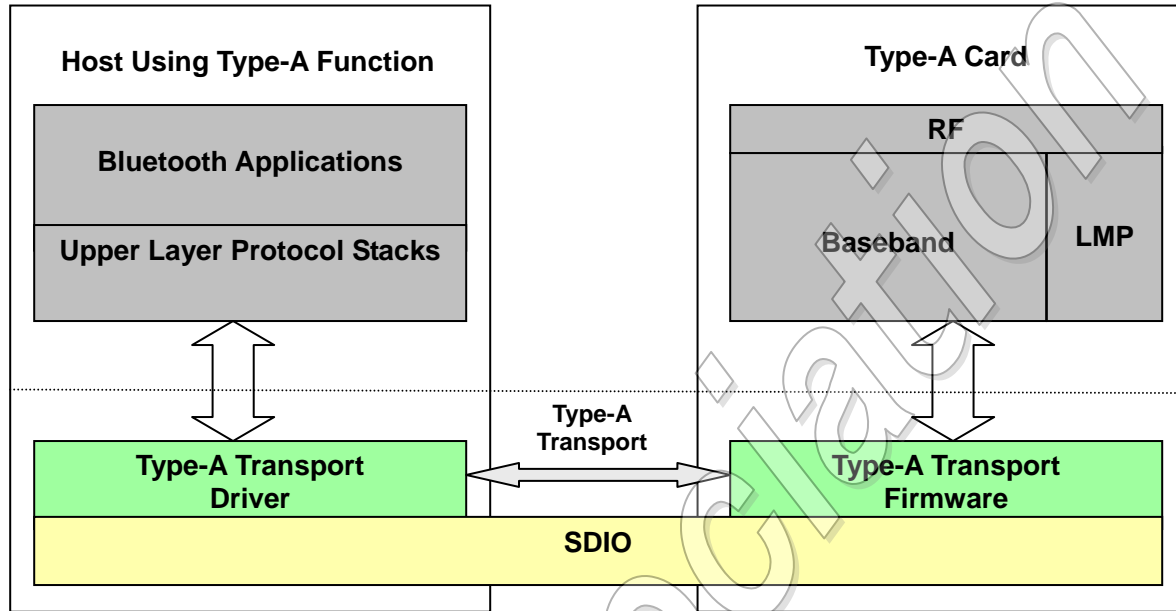 Host Using Type-A Function
Bluetooth Applications
Upper Layer Protocol Stacks
Type-A Card
RF
Baseband
LMP
Type-A
Transport
Type-A Transport
Driver
Type-A Transport
Firmware
SDIO
ciation